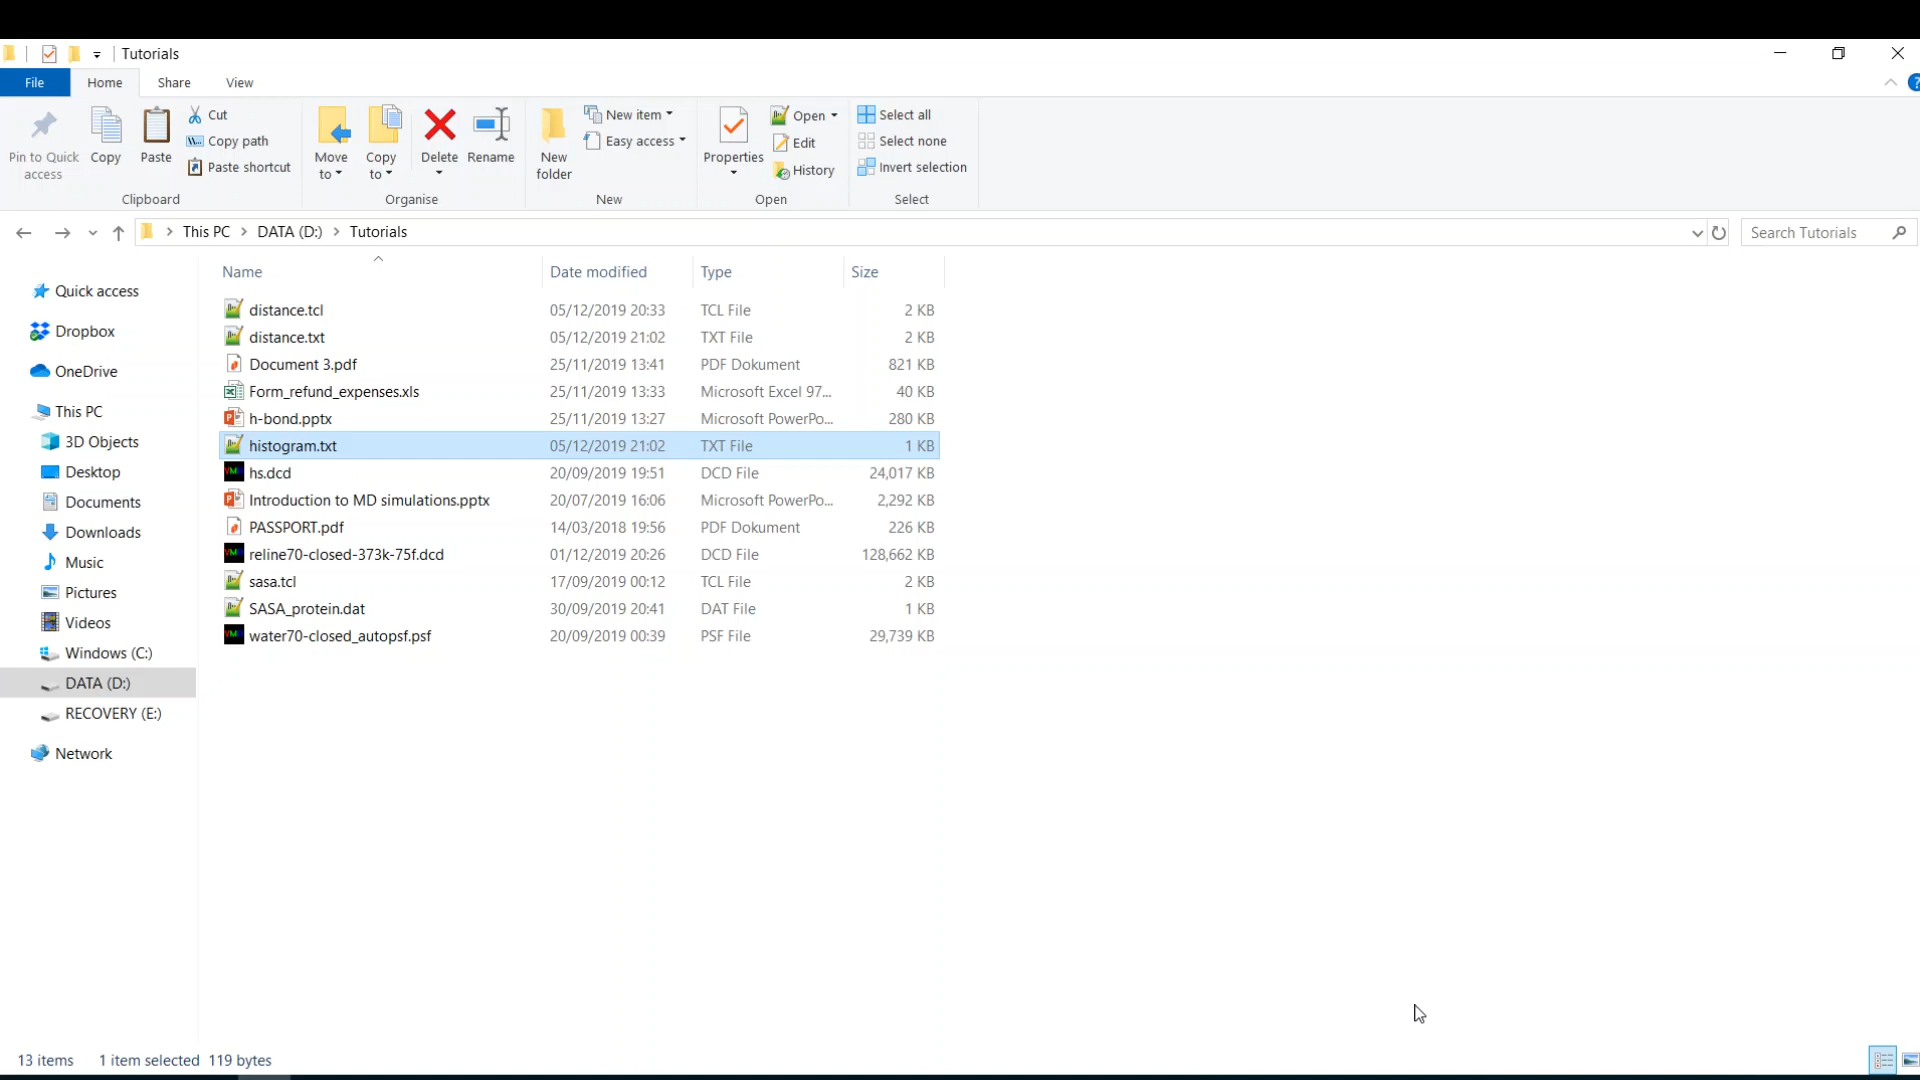 Tutorials
File Home Share View
Pin to Quick access
Copy
Paste
Cut
Copy path
Paste shortcut
Clipboard
Move to
Copy to
Delete
Rename
Organise
New folder
New item
Easy access
New
Properties
Open
Edit
History
Open
Select all
Select none
Invert selection
Select
This PC > DATA (D:) > Tutorials
Search Tutorials
Quick access
Dropbox
OneDrive
This PC
3D Objects
Desktop
Documents
Downloads
Music
Pictures
Videos
Windows (C:)
DATA (D:)
RECOVERY (E:)
Network
Name Date modified Type Size
distance.tcl 05/12/2019 20:33 TCL File 2 KB
distance.txt 05/12/2019 21:02 TXT File 2 KB
Document 3.pdf 25/11/2019 13:41 PDF Dokument 821 KB
Form_refund_expenses.xls 25/11/2019 13:33 Microsoft Excel 97... 40 KB
h-bond.pptx 25/11/2019 13:27 Microsoft PowerPo... 280 KB
histogram.txt 05/12/2019 21:02 TXT File 1 KB
hs.dcd 20/09/2019 19:51 DCD File 24,017 KB
Introduction to MD simulations.pptx 20/07/2019 16:06 Microsoft PowerPo... 2,292 KB
PASSPORT.pdf 14/03/2018 19:56 PDF Dokument 226 KB
reline70-closed-373k-75f.dcd 01/12/2019 20:26 DCD File 128,662 KB
sasa.tcl 17/09/2019 00:12 TCL File 2 KB
SASA_protein.dat 30/09/2019 20:41 DAT File 1 KB
water70-closed_autopsf.psf 20/09/2019 00:39 PSF File 29,739 KB
13 items 1 item selected 119 bytes